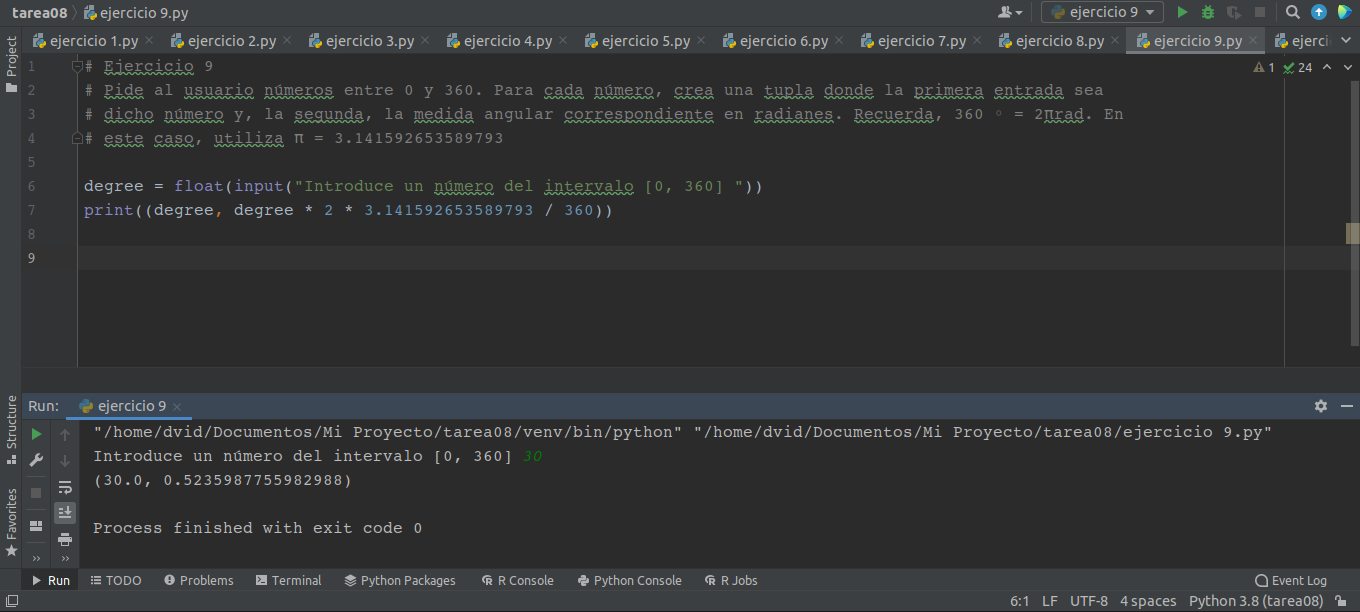 tarea08 ejercicio 9.py ejercicio 9
ejercicio 1.py ejercicio 2.py ejercicio 3.py ejercicio 4.py ejercicio 5.py ejercicio 6.py ejercicio 7.py ejercicio 8.py ejercicio 9.py ejerci
Project
1 # Ejercicio 9
1 24
2 # Pide al usuario números entre 0 y 360. Para cada número, crea una tupla donde la primera entrada sea
3 # dicho número y, la segunda, la medida angular correspondiente en radianes. Recuerda, 360 ◦ = 2πrad. En
4 # este caso, utiliza π = 3.141592653589793
5
6 degree = float(input("Introduce un número del intervalo [0, 360] "))
7 print((degree, degree * 2 * 3.141592653589793 / 360))
8
9
Structure
Favorites
Run: ejercicio 9
"/home/dvid/Documentos/Mi Proyecto/tarea08/venv/bin/python" "/home/dvid/Documentos/Mi Proyecto/tarea08/ejercicio 9.py"
Introduce un número del intervalo [0, 360] 30
(30.0, 0.5235987755982988)
Process finished with exit code 0
Run TODO Problems Terminal Python Packages R Console Python Console R Jobs Event Log
6:1 LF UTF-8 4 spaces Python 3.8 (tarea08)